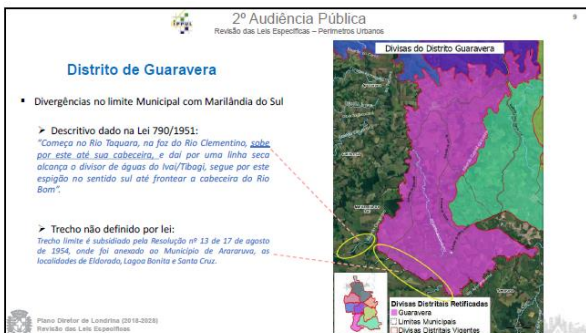 IPPUL
2º Audiência Pública
Revisão das Leis Específicas – Perímetros Urbanos
9
Distrito de Guaravera
Divisas do Distrito Guaravera
▪ Divergências no limite Municipal com Marilândia do Sul
➤ Descritivo dado na Lei 790/1951:
"Começa no Rio Taquara, na foz do Rio Clementino, sobe
por este até sua cabeceira, e daí por uma linha seca
alcança o divisor de águas do Ivaí/Tibagi, segue por este
espigão no sentido sul até frontear a cabeceira do Rio
Bom".
➤ Trecho não definido por lei:
Trecho limite é subsidiada pela Resolução nº 13 de 17 de agosto
de 1954, onde foi anexado ao Município de Araruava, as
localidades de Eldorado, Lagoa Bonita e Santa Cruz.
Divisas Distritais Retificadas
Guaravera
Limites Municipais
Divisas Distritais Vigentes
Plano Diretor de Londrina (2018-2028)
Revisão das Leis Específicas